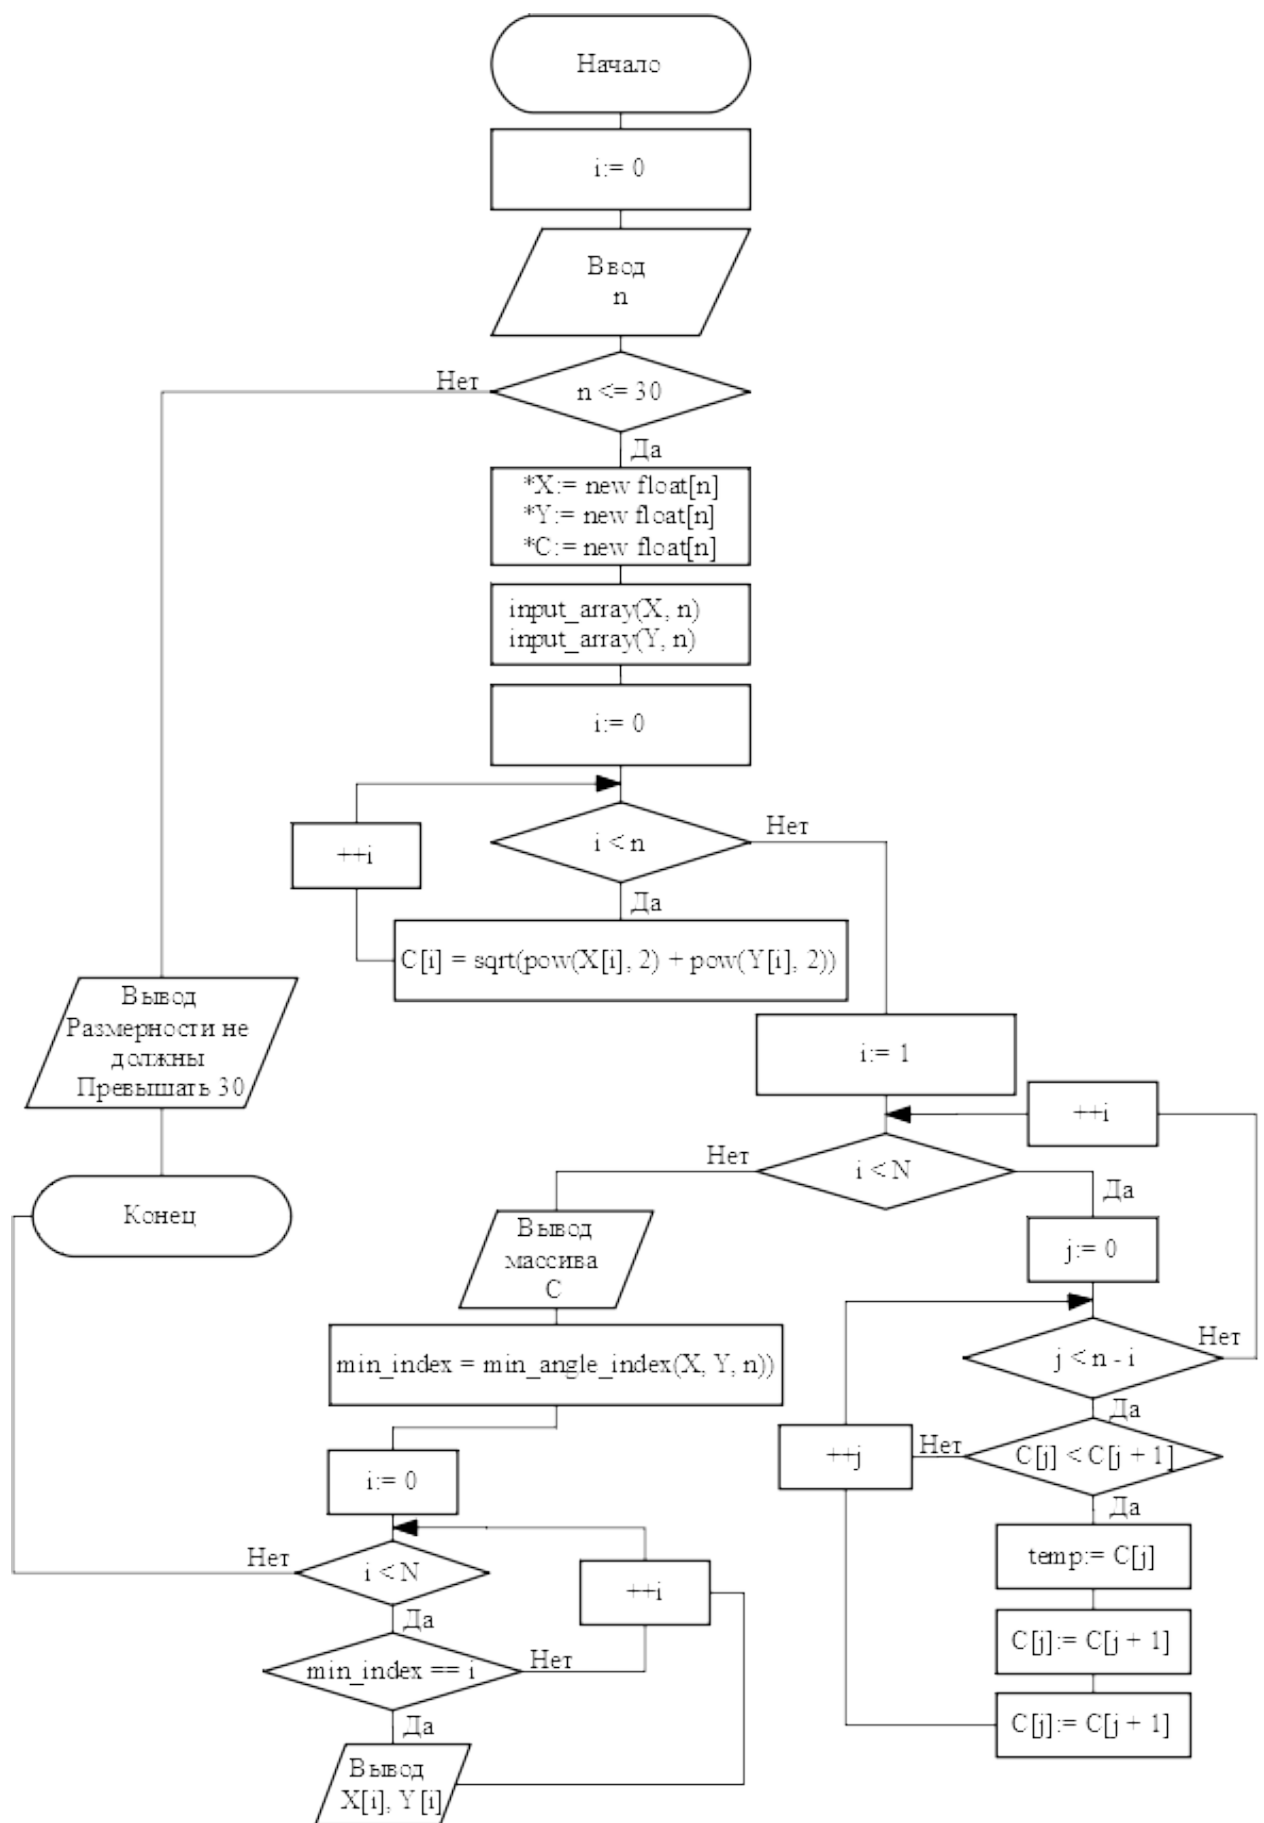 Начало
i:= 0
Ввод
n
Нет
n <= 30
Да
*X:= new float[n]
*Y:= new float[n]
*C:= new float[n]
input_array(X, n)
input_array(Y, n)
i:= 0
++i
i < n
Нет
Да
C[i] = sqrt(pow(X[i], 2) + pow(Y[i], 2))
Вывод
Размерности не
должны
Превышать 30
Конец
i:= 1
++i
Нет
i < N
Да
Вывод
массива
C
j:= 0
min_index = min_angle_index(X, Y, n))
j < n - i
Нет
Да
++j
Нет
C[j] < C[j + 1]
Да
temp:= C[j]
C[j]:= C[j + 1]
C[j]:= C[j + 1]
i:= 0
Нет
i < N
++i
Да
min_index == i
Нет
Да
Вывод
X[i], Y[i]